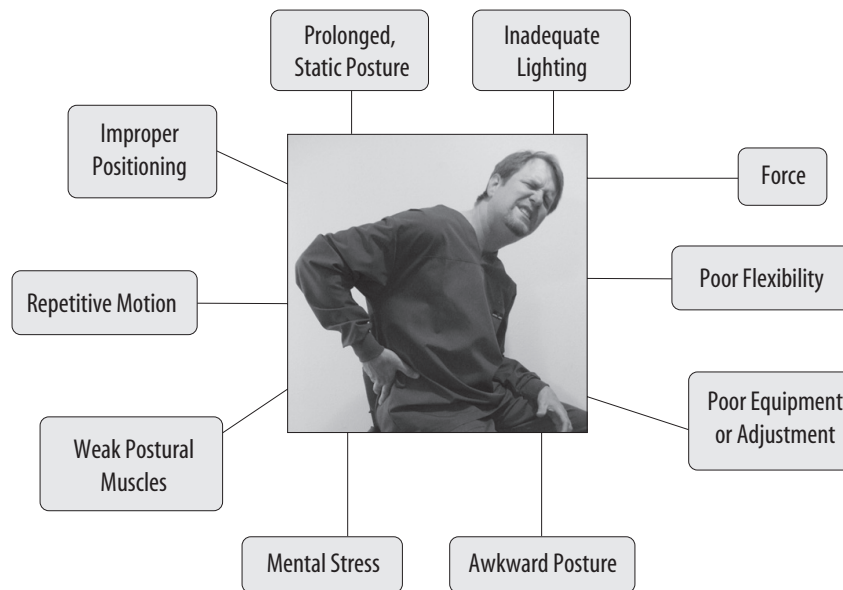 Prolonged,
Static Posture
Inadequate
Lighting
Improper
Positioning
Force
Repetitive Motion
Poor Flexibility
Weak Postural
Muscles
Poor Equipment
or Adjustment
Mental Stress
Awkward Posture